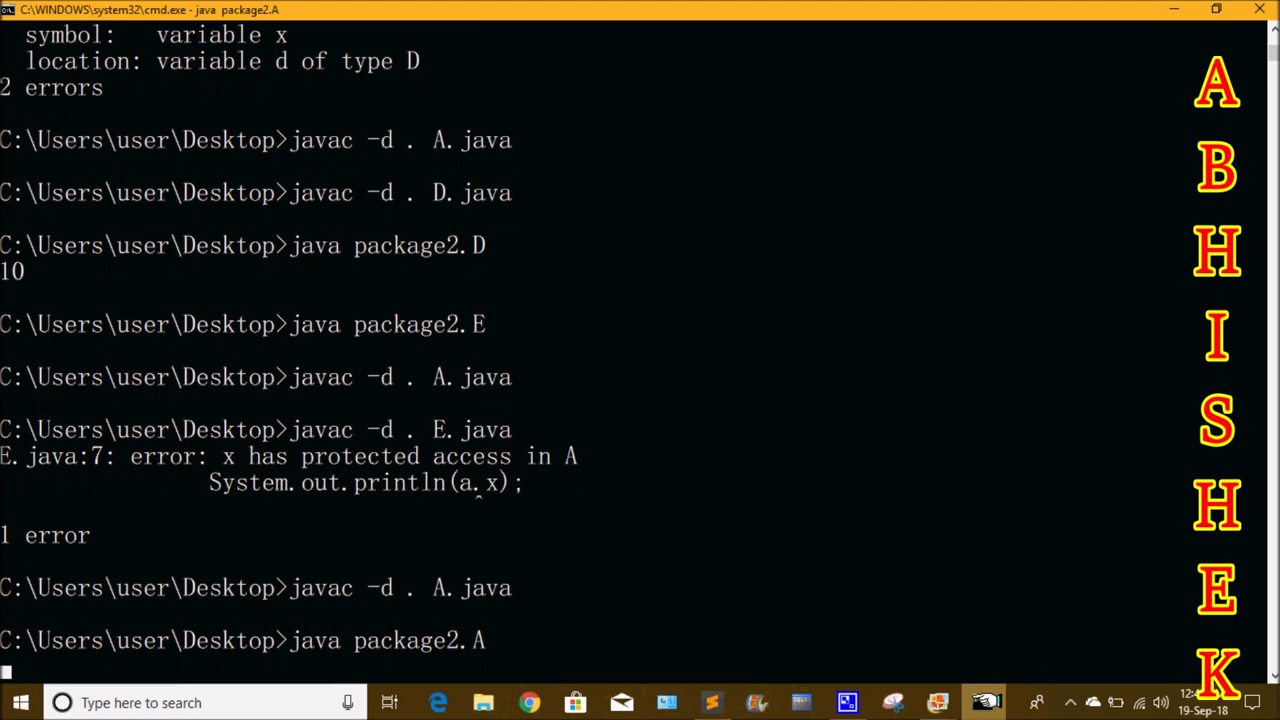 C:\WINDOWS\system32\cmd.exe - java package2.A
symbol: variable x
location: variable d of type D
2 errors
C:\Users\user\Desktop>javac -d . A.java
C:\Users\user\Desktop>javac -d . D.java
C:\Users\user\Desktop>java package2.D
10
C:\Users\user\Desktop>java package2.E
C:\Users\user\Desktop>javac -d . A.java
C:\Users\user\Desktop>javac -d . E.java
E.java:7: error: x has protected access in A
System.out.println(a.x);
^
1 error
C:\Users\user\Desktop>javac -d . A.java
C:\Users\user\Desktop>java package2.A
A
B
H
I
S
H
E
K
Type here to search
19-Sep-18